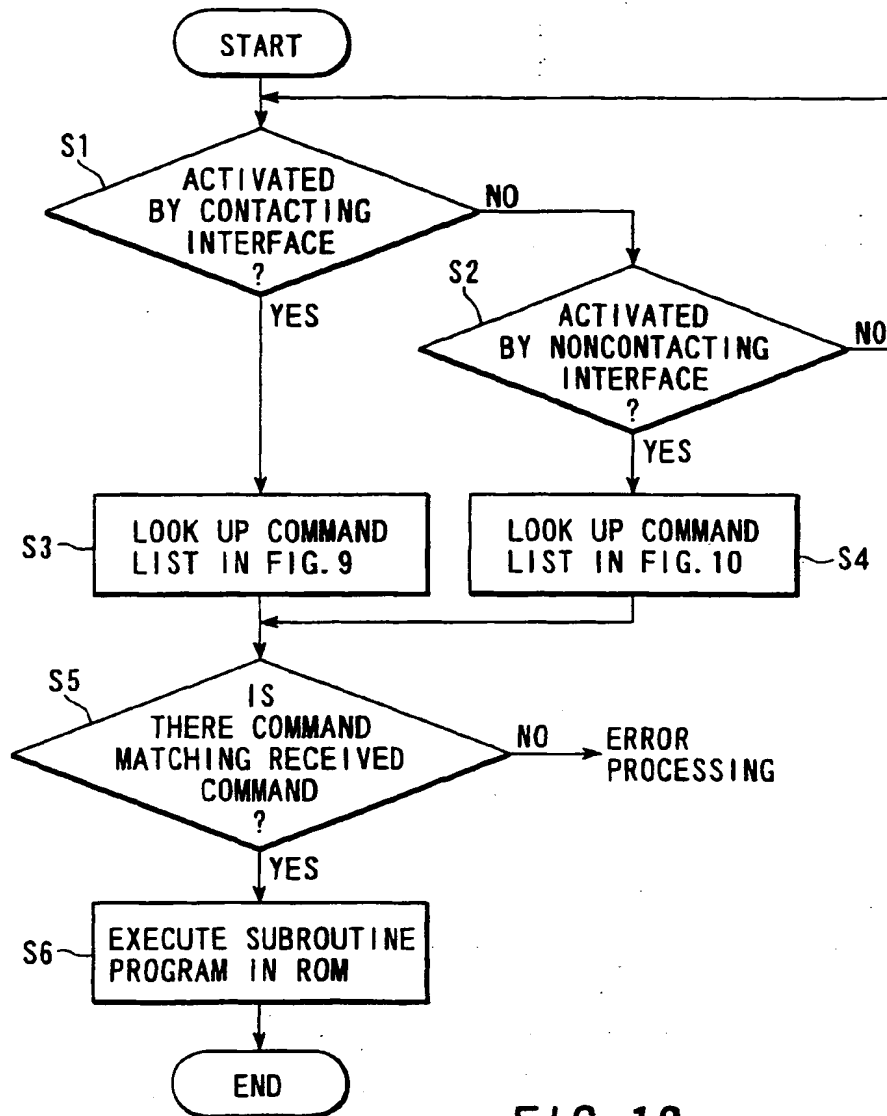 START
S1
ACTIVATED
BY CONTACTING
INTERFACE
?
NO
YES
S2
ACTIVATED
BY NONCONTACTING
INTERFACE
?
NO
YES
S3
LOOK UP COMMAND
LIST IN FIG. 9
LOOK UP COMMAND
LIST IN FIG. 10
S4
S5
IS
THERE COMMAND
MATCHING RECEIVED
COMMAND
?
NO
ERROR
PROCESSING
YES
S6
EXECUTE SUBROUTINE
PROGRAM IN ROM
END